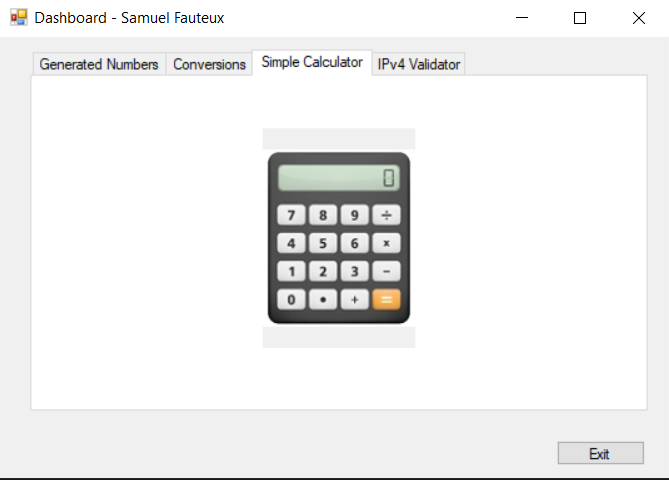 Dashboard - Samuel Fauteux
Generated Numbers Conversions Simple Calculator IPv4 Validator
0
7 8 9 ÷
4 5 6 x
1 2 3 −
0 • + =
Exit